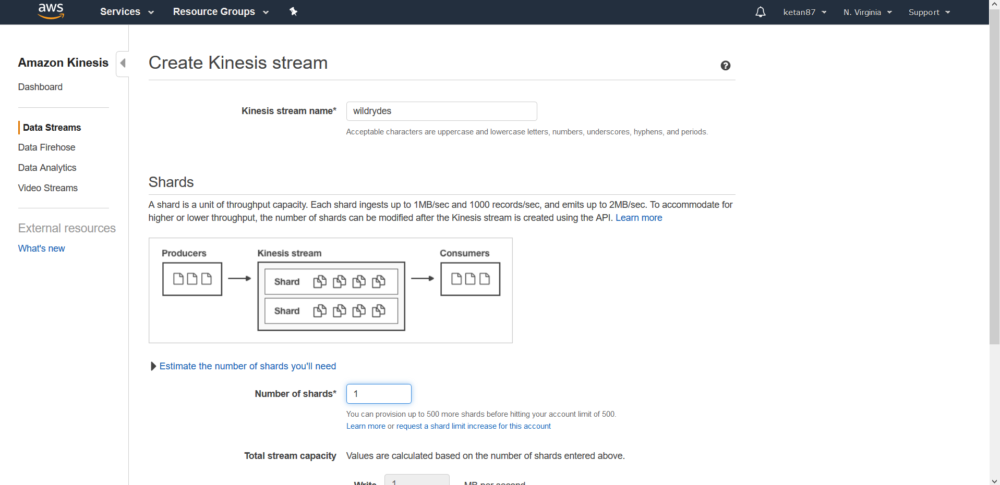 aws Services Resource Groups ketan87 N. Virginia Support
Amazon Kinesis
Dashboard
Data Streams
Data Firehose
Data Analytics
Video Streams
External resources
What's new
Create Kinesis stream
Kinesis stream name* wildrydes
Acceptable characters are uppercase and lowercase letters, numbers, underscores, hyphens, and periods.
Shards
A shard is a unit of throughput capacity. Each shard ingests up to 1MB/sec and 1000 records/sec, and emits up to 2MB/sec. To accommodate for
higher or lower throughput, the number of shards can be modified after the Kinesis stream is created using the API. Learn more
Producers Kinesis stream Consumers
Shard
Shard
Estimate the number of shards you'll need
Number of shards* 1
You can provision up to 500 more shards before hitting your account limit of 500.
Learn more or request a shard limit increase for this account
Total stream capacity Values are calculated based on the number of shards entered above.
Write 1 MB per second